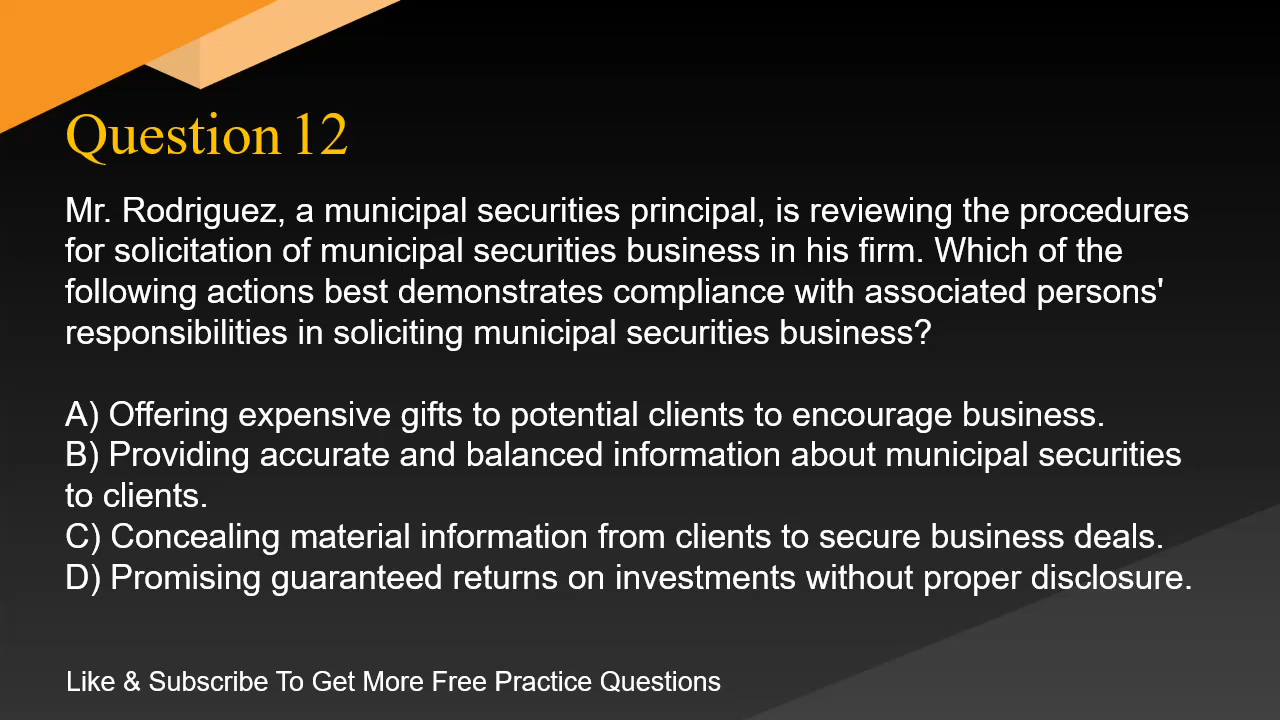 Question 12
Mr. Rodriguez, a municipal securities principal, is reviewing the procedures
for solicitation of municipal securities business in his firm. Which of the
following actions best demonstrates compliance with associated persons'
responsibilities in soliciting municipal securities business?
A) Offering expensive gifts to potential clients to encourage business.
B) Providing accurate and balanced information about municipal securities
to clients.
C) Concealing material information from clients to secure business deals.
D) Promising guaranteed returns on investments without proper disclosure.
Like & Subscribe To Get More Free Practice Questions